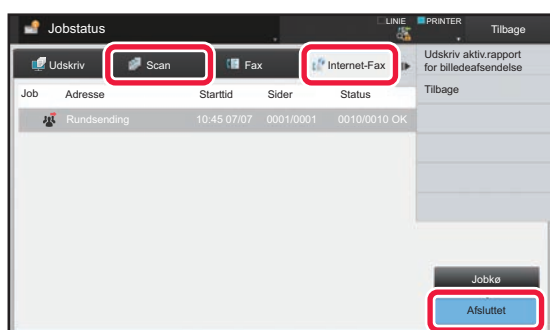 Jobstatus
LINIE
PRINTER
Tilbage
Udskriv
Scan
Fax
Internet-Fax
Udskriv aktiv.rapport
for billedeafsendelse
Job Adresse Starttid Sider Status
Tilbage
Rundsending 10:45 07/07 0001/0001 0010/0010 OK
Jobkø
Afsluttet